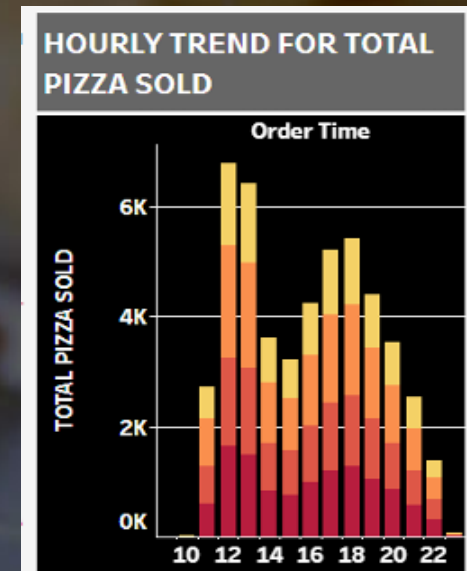 HOURLY TREND FOR TOTAL
PIZZA SOLD
Order Time
TOTAL PIZZA SOLD
6K
4K
2K
0K
10 12 14 16 18 20 22